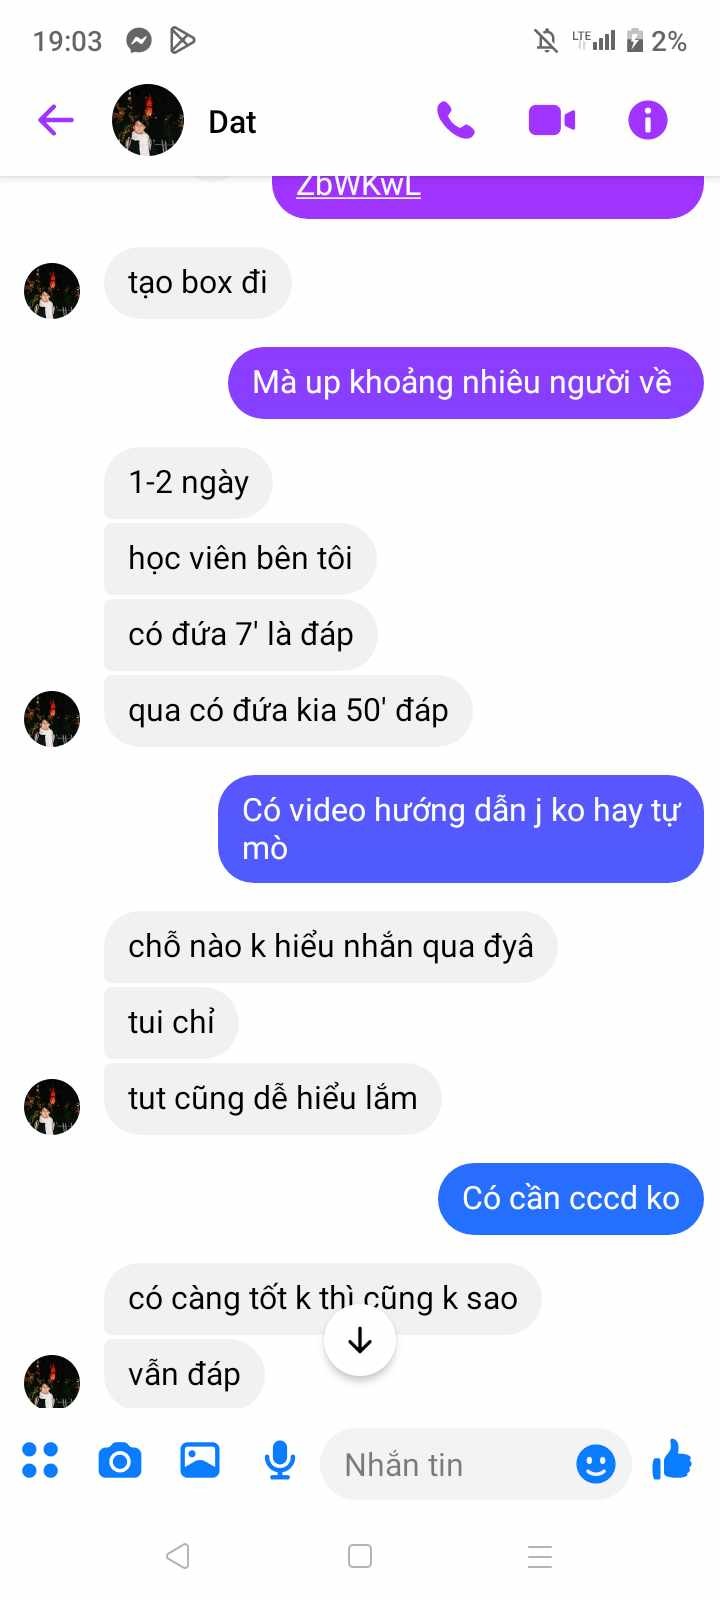 19:03
LTE
2%
Dat
ZbWKwL
tạo box đi
Mà up khoảng nhiêu người về
1-2 ngày
học viên bên tôi
có đứa 7' là đáp
qua có đứa kia 50' đáp
Có video hướng dẫn j ko hay tự
mò
chỗ nào k hiểu nhắn qua đyâ
tui chỉ
tut cũng dễ hiểu lắm
Có cần cccd ko
có càng tốt k thì cũng k sao
vẫn đáp
Nhắn tin